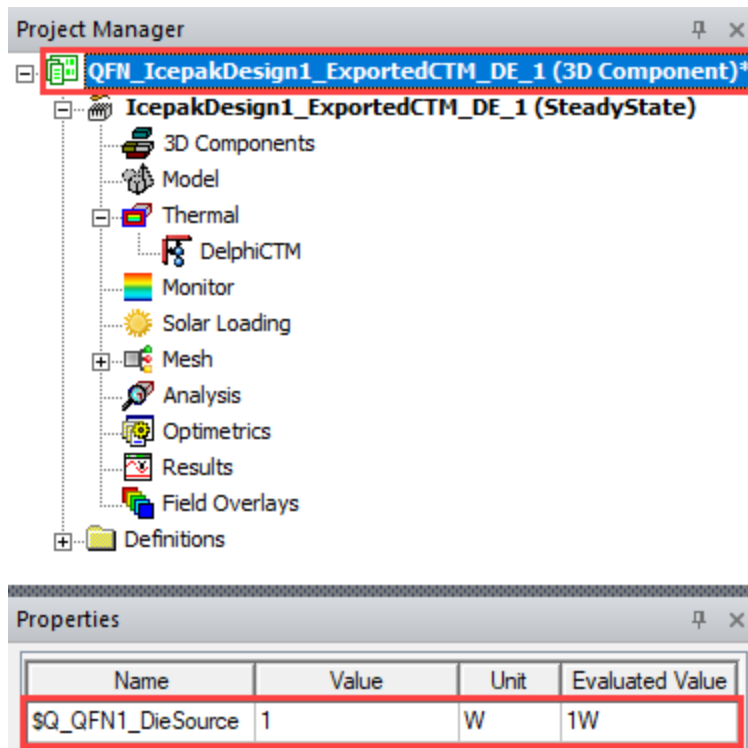 Project Manager
QFN_IcepakDesign1_ExportedCTM_DE_1 (3D Component)*
IcepakDesign1_ExportedCTM_DE_1 (SteadyState)
3D Components
Model
Thermal
DelphiCTM
Monitor
Solar Loading
Mesh
Analysis
Optimetrics
Results
Field Overlays
Definitions
Properties
Name Value Unit Evaluated Value
$Q_QFN1_DieSource 1 W 1W